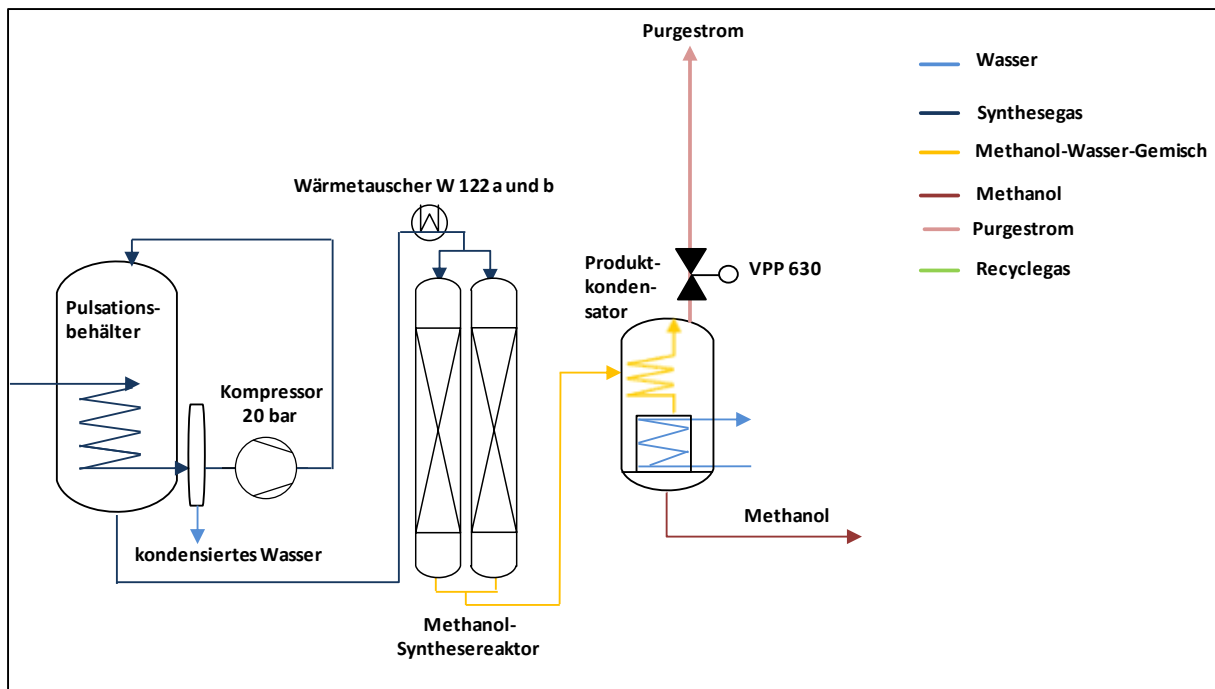 Purgestrom
Wasser
Synthesegas
Methanol-Wasser-Gemisch
Methanol
Purgestrom
Recyclegas
Wärmetauscher W 122 a und b
Pulsations-
behälter
Kompressor
20 bar
kondensiertes Wasser
Methanol-
Synthesereaktor
Produkt-
konden-
sator
VPP 630
Methanol